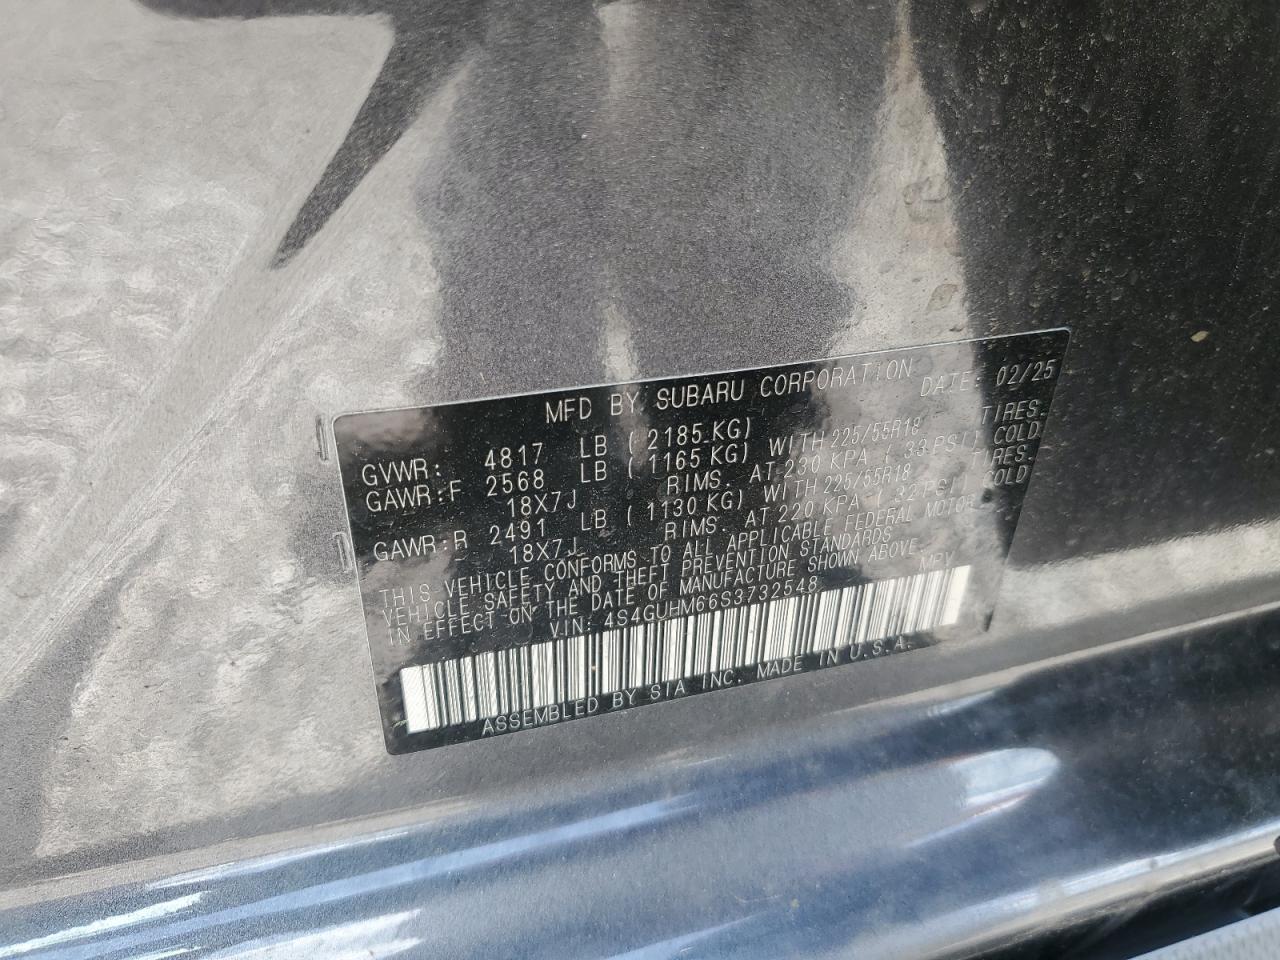 MFD BY SUBARU CORPORATION DATE: 02/25
GVWR: 4817 LB ( 2185 KG)
GAWR:F 2568 LB ( 1165 KG) WITH 225/55R18 TIRES.
18X7J RIMS. AT 230 KPA ( 33 PSI) COLD
GAWR:R 2491 LB ( 1130 KG) WITH 225/55R18 TIRES.
18X7J RIMS. AT 220 KPA ( 32 PSI) COLD
THIS VEHICLE CONFORMS TO ALL APPLICABLE FEDERAL MOTOR
VEHICLE SAFETY AND THEFT PREVENTION STANDARDS
IN EFFECT ON THE DATE OF MANUFACTURE SHOWN ABOVE.
VIN: 4S4GUHM66S3732548 MPV
ASSEMBLED BY SIA INC. MADE IN U.S.A.